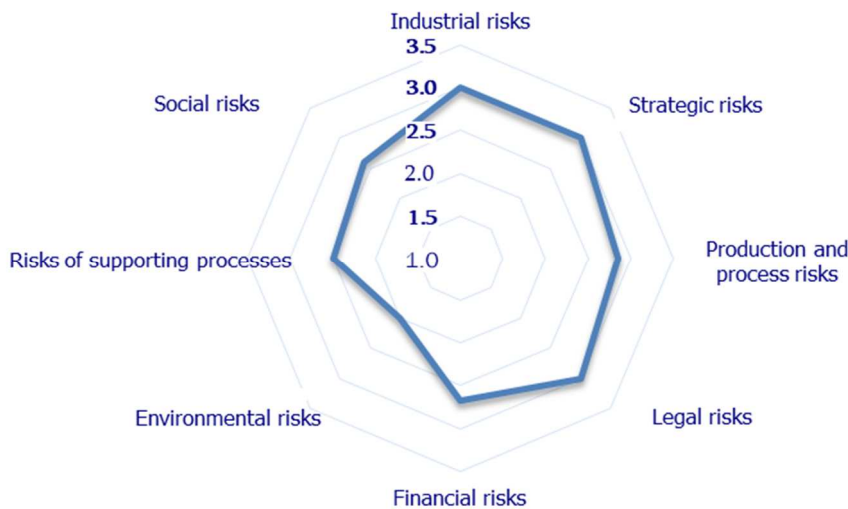 Industrial risks
3.5
3.0
Social risks
Strategic risks
2.5
2.0
1.5
Risks of supporting processes
1.0
Production and
process risks
Environmental risks
Legal risks
Financial risks